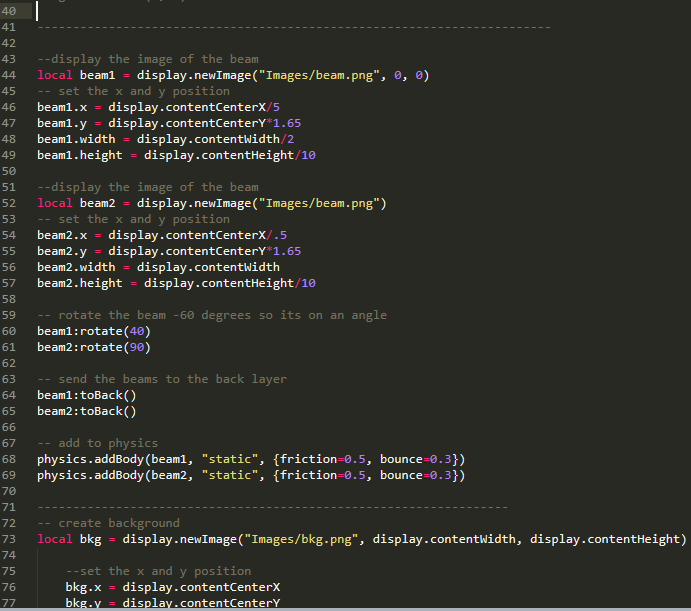 40
41 ------------------------------------------------------------------------
42
43 --display the image of the beam
44 local beam1 = display.newImage("Images/beam.png", 0, 0)
45 -- set the x and y position
46 beam1.x = display.contentCenterX/5
47 beam1.y = display.contentCenterY*1.65
48 beam1.width = display.contentWidth/2
49 beam1.height = display.contentHeight/10
50
51 --display the image of the beam
52 local beam2 = display.newImage("Images/beam.png")
53 -- set the x and y position
54 beam2.x = display.contentCenterX/.5
55 beam2.y = display.contentCenterY*1.65
56 beam2.width = display.contentWidth
57 beam2.height = display.contentHeight/10
58
59 -- rotate the beam -60 degrees so its on an angle
60 beam1:rotate(40)
61 beam2:rotate(90)
62
63 -- send the beams to the back layer
64 beam1:toBack()
65 beam2:toBack()
66
67 -- add to physics
68 physics.addBody(beam1, "static", {friction=0.5, bounce=0.3})
69 physics.addBody(beam2, "static", {friction=0.5, bounce=0.3})
70
71 ------------------------------------------------------------------
72 -- create background
73 local bkg = display.newImage("Images/bkg.png", display.contentWidth, display.contentHeight)
74
75     --set the x and y position
76     bkg.x = display.contentCenterX
77     bkg.y = display.contentCenterY